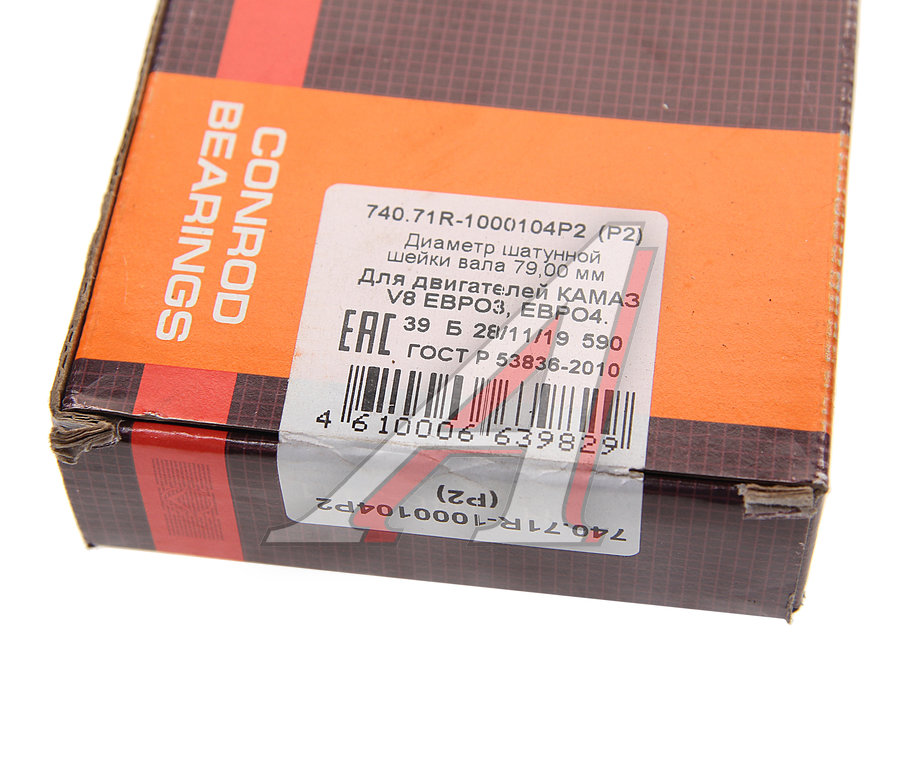 CONROD
BEARINGS
740.71R-1000104P2 (P2)
Диаметр шатунной
шейки вала 79,00 мм
Для двигателей КАМАЗ
V8 ЕВРО3, ЕВРО4.
EAC 39 Б 28/11/19 590
ГОСТ Р 53836-2010
4 610006 639829
740.71R-1000104P2
(P2)